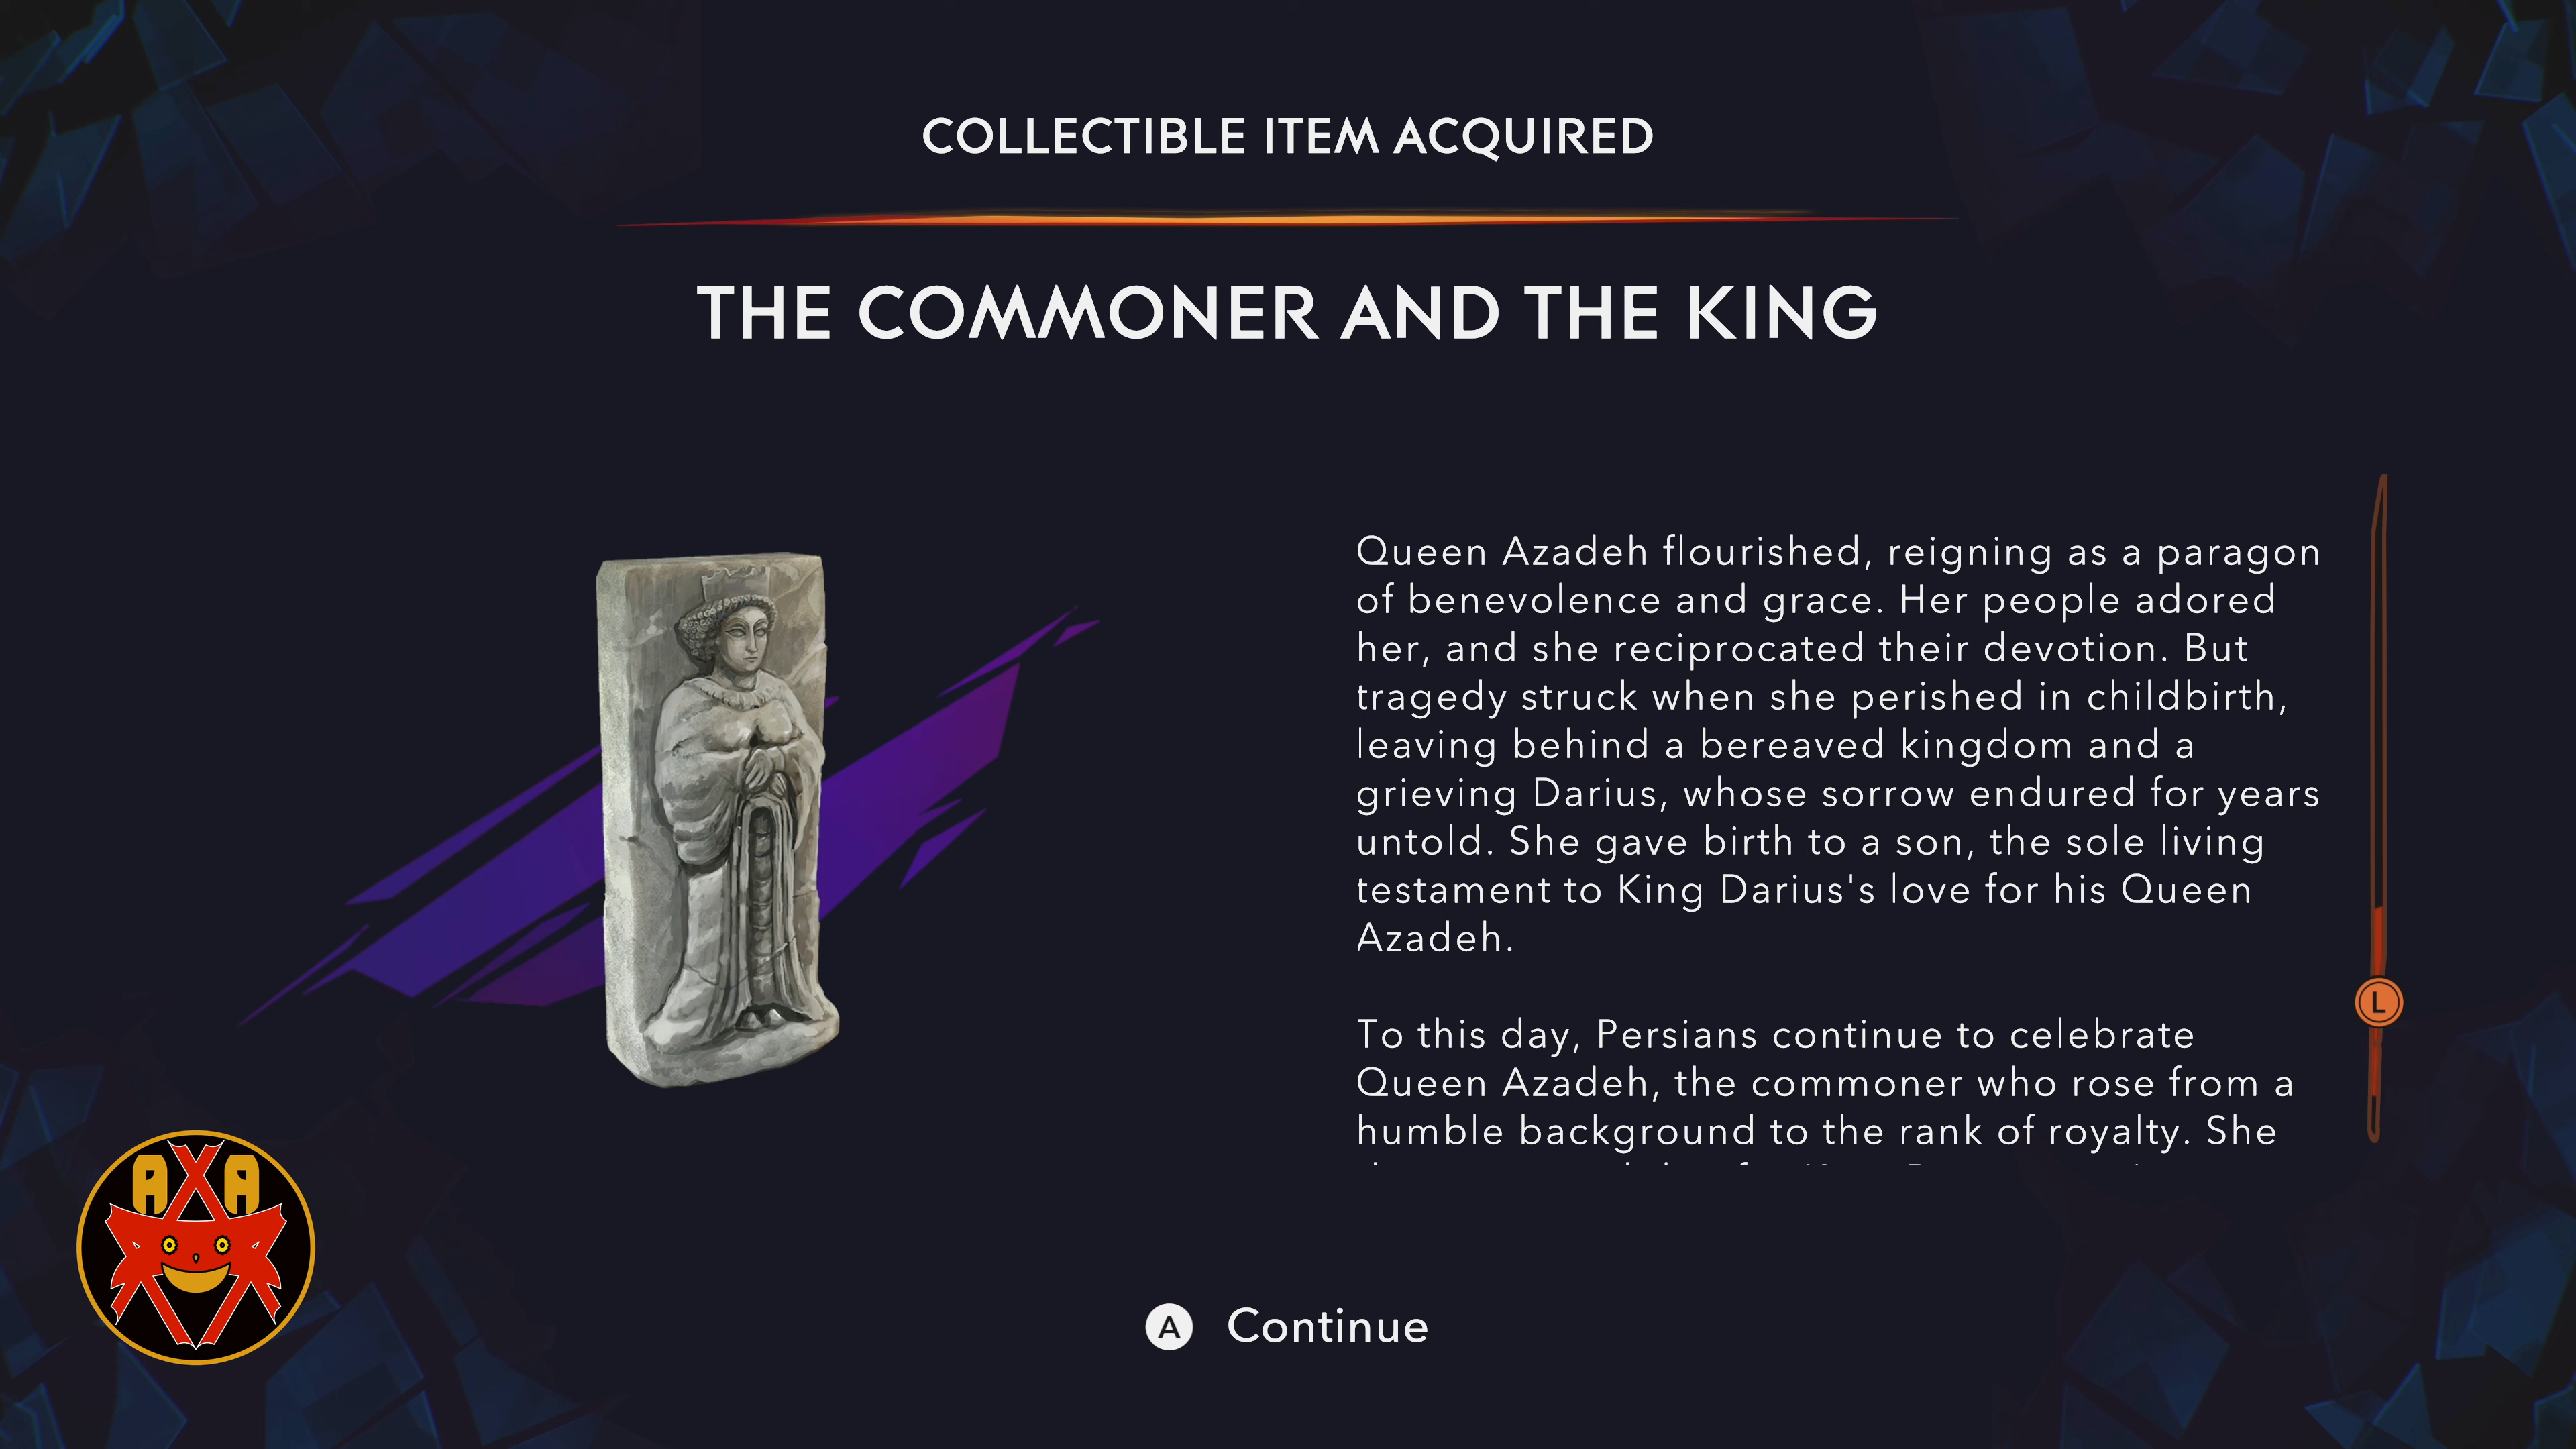 COLLECTIBLE ITEM ACQUIRED
THE COMMONER AND THE KING
Queen Azadeh flourished, reigning as a paragon
of benevolence and grace. Her people adored
her, and she reciprocated their devotion. But
tragedy struck when she perished in childbirth,
leaving behind a bereaved kingdom and a
grieving Darius, whose sorrow endured for years
untold. She gave birth to a son, the sole living
testament to King Darius's love for his Queen
Azadeh.
To this day, Persians continue to celebrate
Queen Azadeh, the commoner who rose from a
humble background to the rank of royalty. She
L
AXA
A Continue